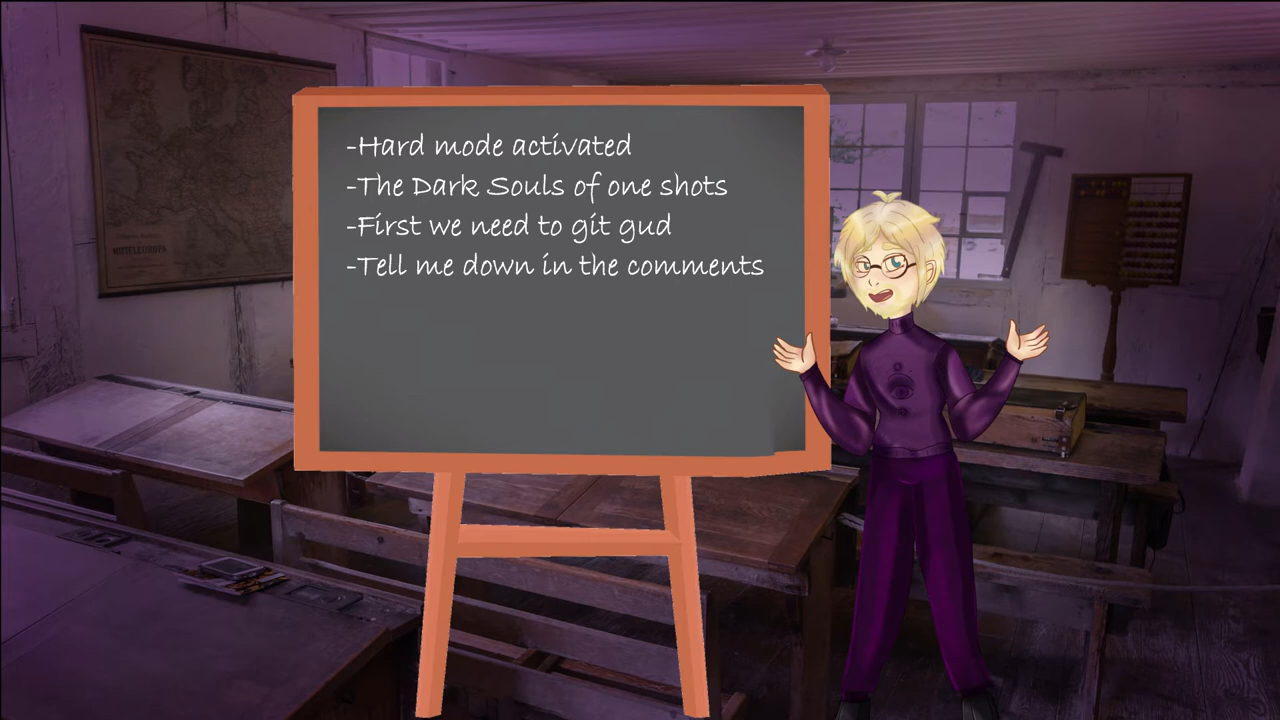 WITTELEUROPA
-Hard mode activated
-The Dark Souls of one shots
-First we need to git gud
-Tell me down in the comments